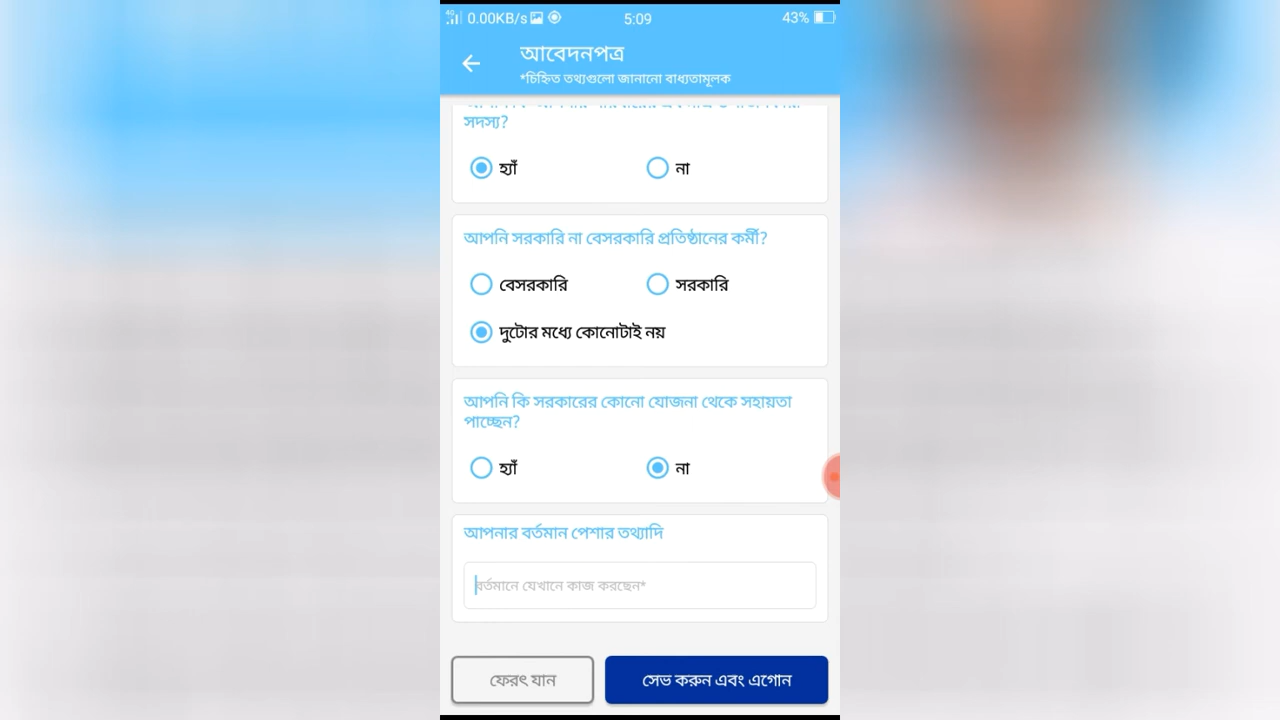 4G 0.00KB/s 5:09 43%
আবেদনপত্র
*চিহ্নিত তথ্যগুলো জানানো বাধ্যতামূলক
সদস্য?
হ্যাঁ না
আপনি সরকারি না বেসরকারি প্রতিষ্ঠানের কর্মী?
বেসরকারি সরকারি
দুটোর মধ্যে কোনোটাই নয়
আপনি কি সরকারের কোনো যোজনা থেকে সহায়তা
পাচ্ছেন?
হ্যাঁ না
আপনার বর্তমান পেশার তথ্যাদি
বর্তমানে যেখানে কাজ করছেন*
ফেরৎ যান সেভ করুন এবং এগোন